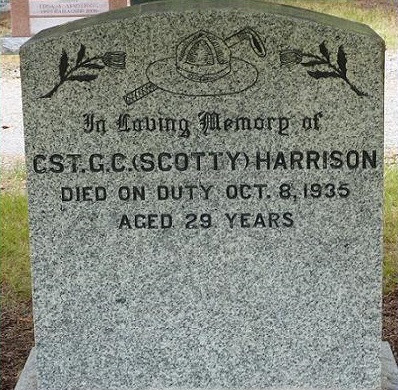 In Loving Memory of
CST. G.C. (SCOTTY) HARRISON
DIED ON DUTY OCT. 8, 1935
AGED 29 YEARS